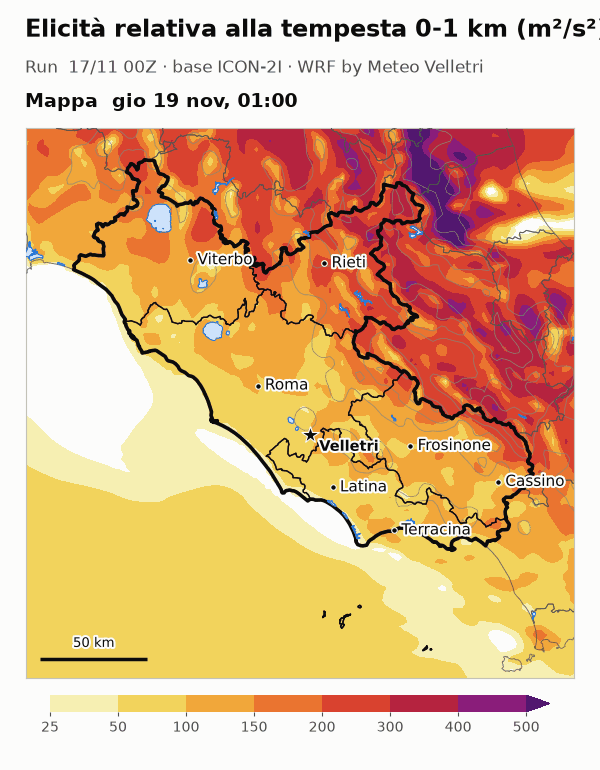 Elicità relativa alla tempesta 0-1 km (m²/s²)
Run 17/11 00Z · base ICON-2I · WRF by Meteo Velletri
Mappa gio 19 nov, 01:00
Viterbo
Rieti
Roma
Velletri
Frosinone
Cassino
Latina
Terracina
50 km
25 50 100 150 200 300 400 500